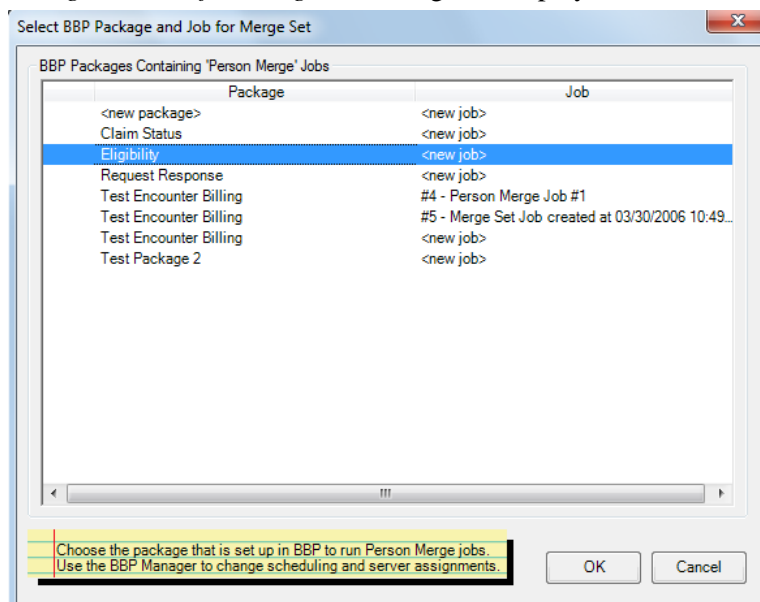 Select BBP Package and Job for Merge Set
BBP Packages Containing 'Person Merge' Jobs
Package Job
<new package> <new job>
Claim Status <new job>
Eligibility <new job>
Request Response <new job>
Test Encounter Billing #4 - Person Merge Job #1
Test Encounter Billing #5 - Merge Set Job created at 03/30/2006 10:49...
Test Encounter Billing <new job>
Test Package 2 <new job>
Choose the package that is set up in BBP to run Person Merge jobs.
Use the BBP Manager to change scheduling and server assignments.
OK Cancel